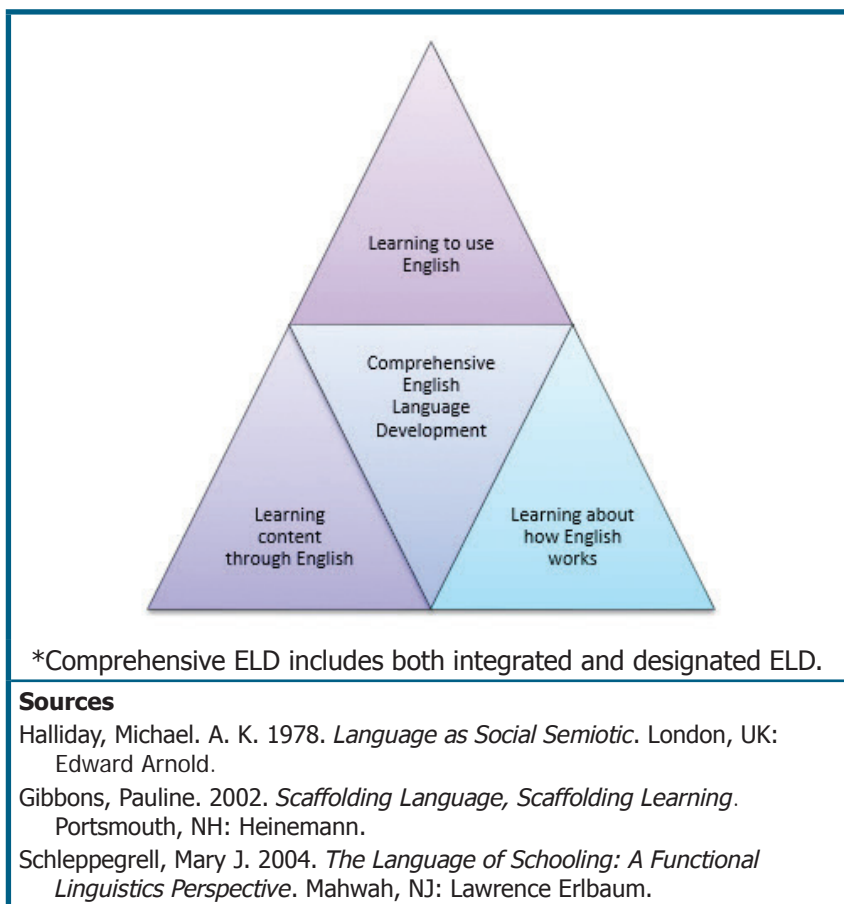 Learning to use
English
Comprehensive
English
Language
Development
Learning
content
through English
Learning about
how English
works
*Comprehensive ELD includes both integrated and designated ELD.
Sources
Halliday, Michael. A. K. 1978. Language as Social Semiotic. London, UK:
Edward Arnold.
Gibbons, Pauline. 2002. Scaffolding Language, Scaffolding Learning.
Portsmouth, NH: Heinemann.
Schleppegrell, Mary J. 2004. The Language of Schooling: A Functional
Linguistics Perspective. Mahwah, NJ: Lawrence Erlbaum.